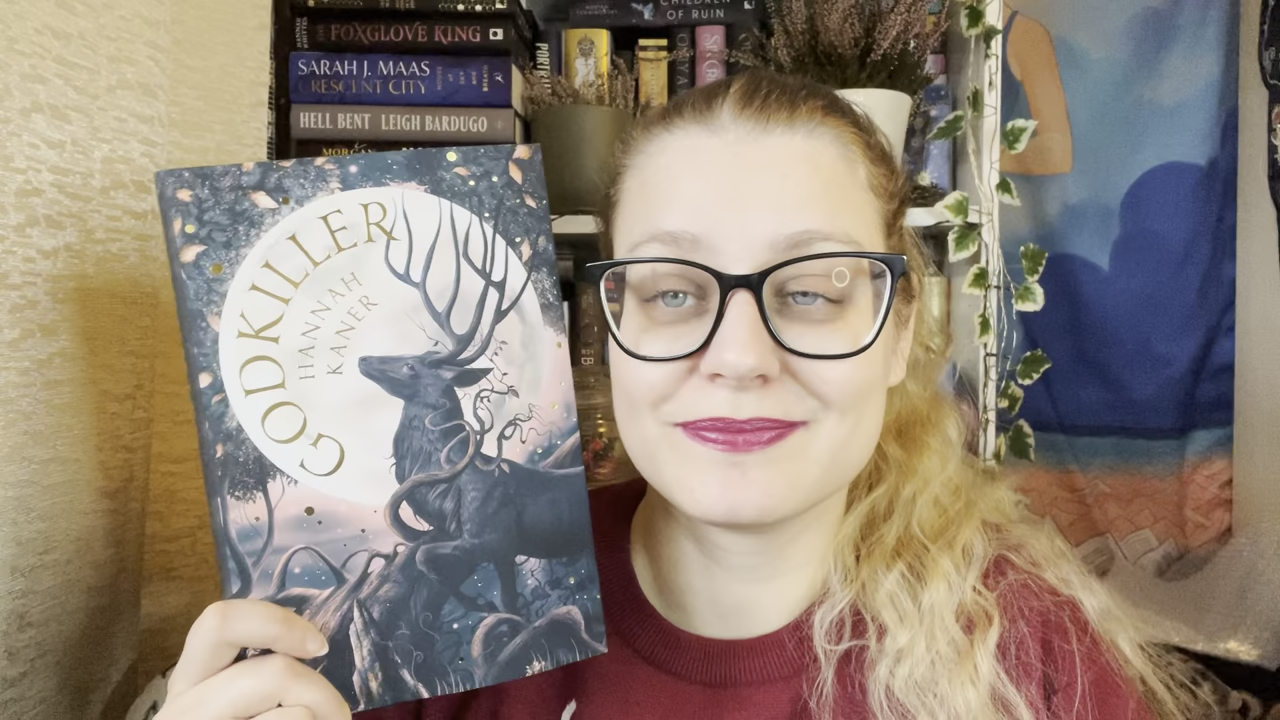 CHILDREN
OF RUIN
FOXGLOVE KING
SARAH J. MAAS
CRESCENT CITY
HELL BENT LEIGH BARDUGO
GODKILLER
HANNAH
KANER